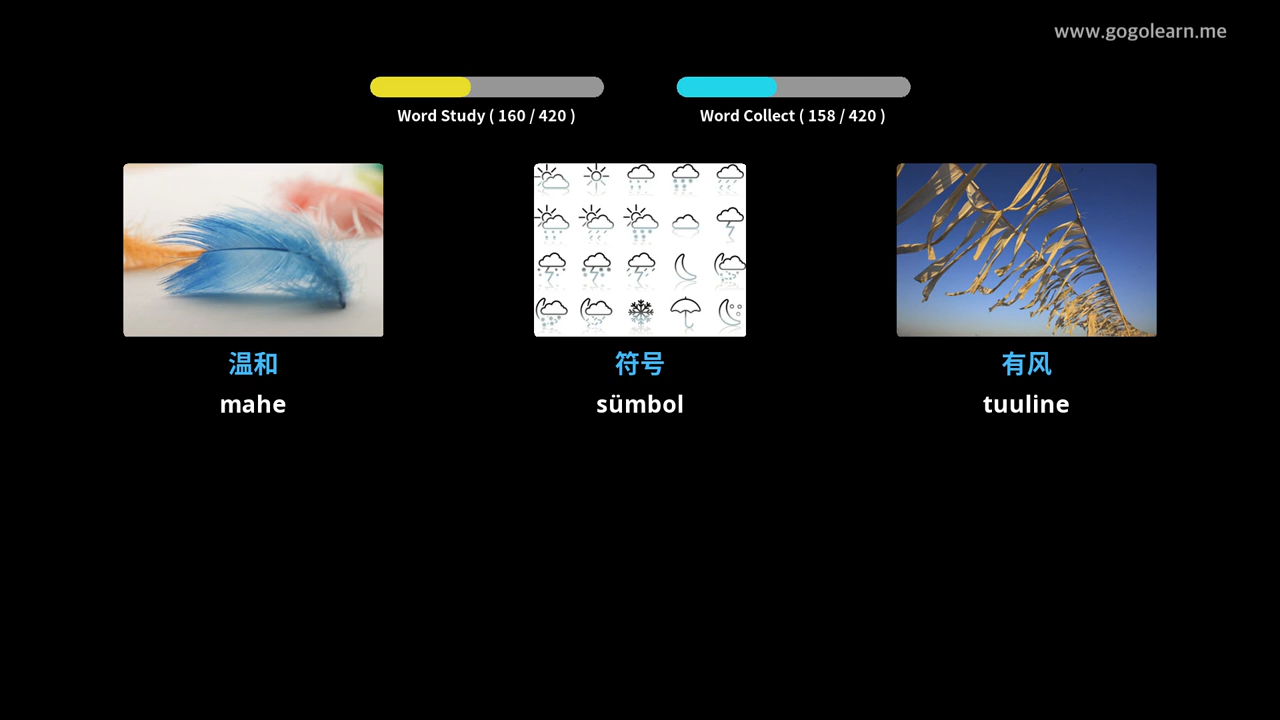 www.gogolearn.me
Word Study ( 160 / 420 )
Word Collect ( 158 / 420 )
温和
mahe
符号
sümbol
有风
tuuline